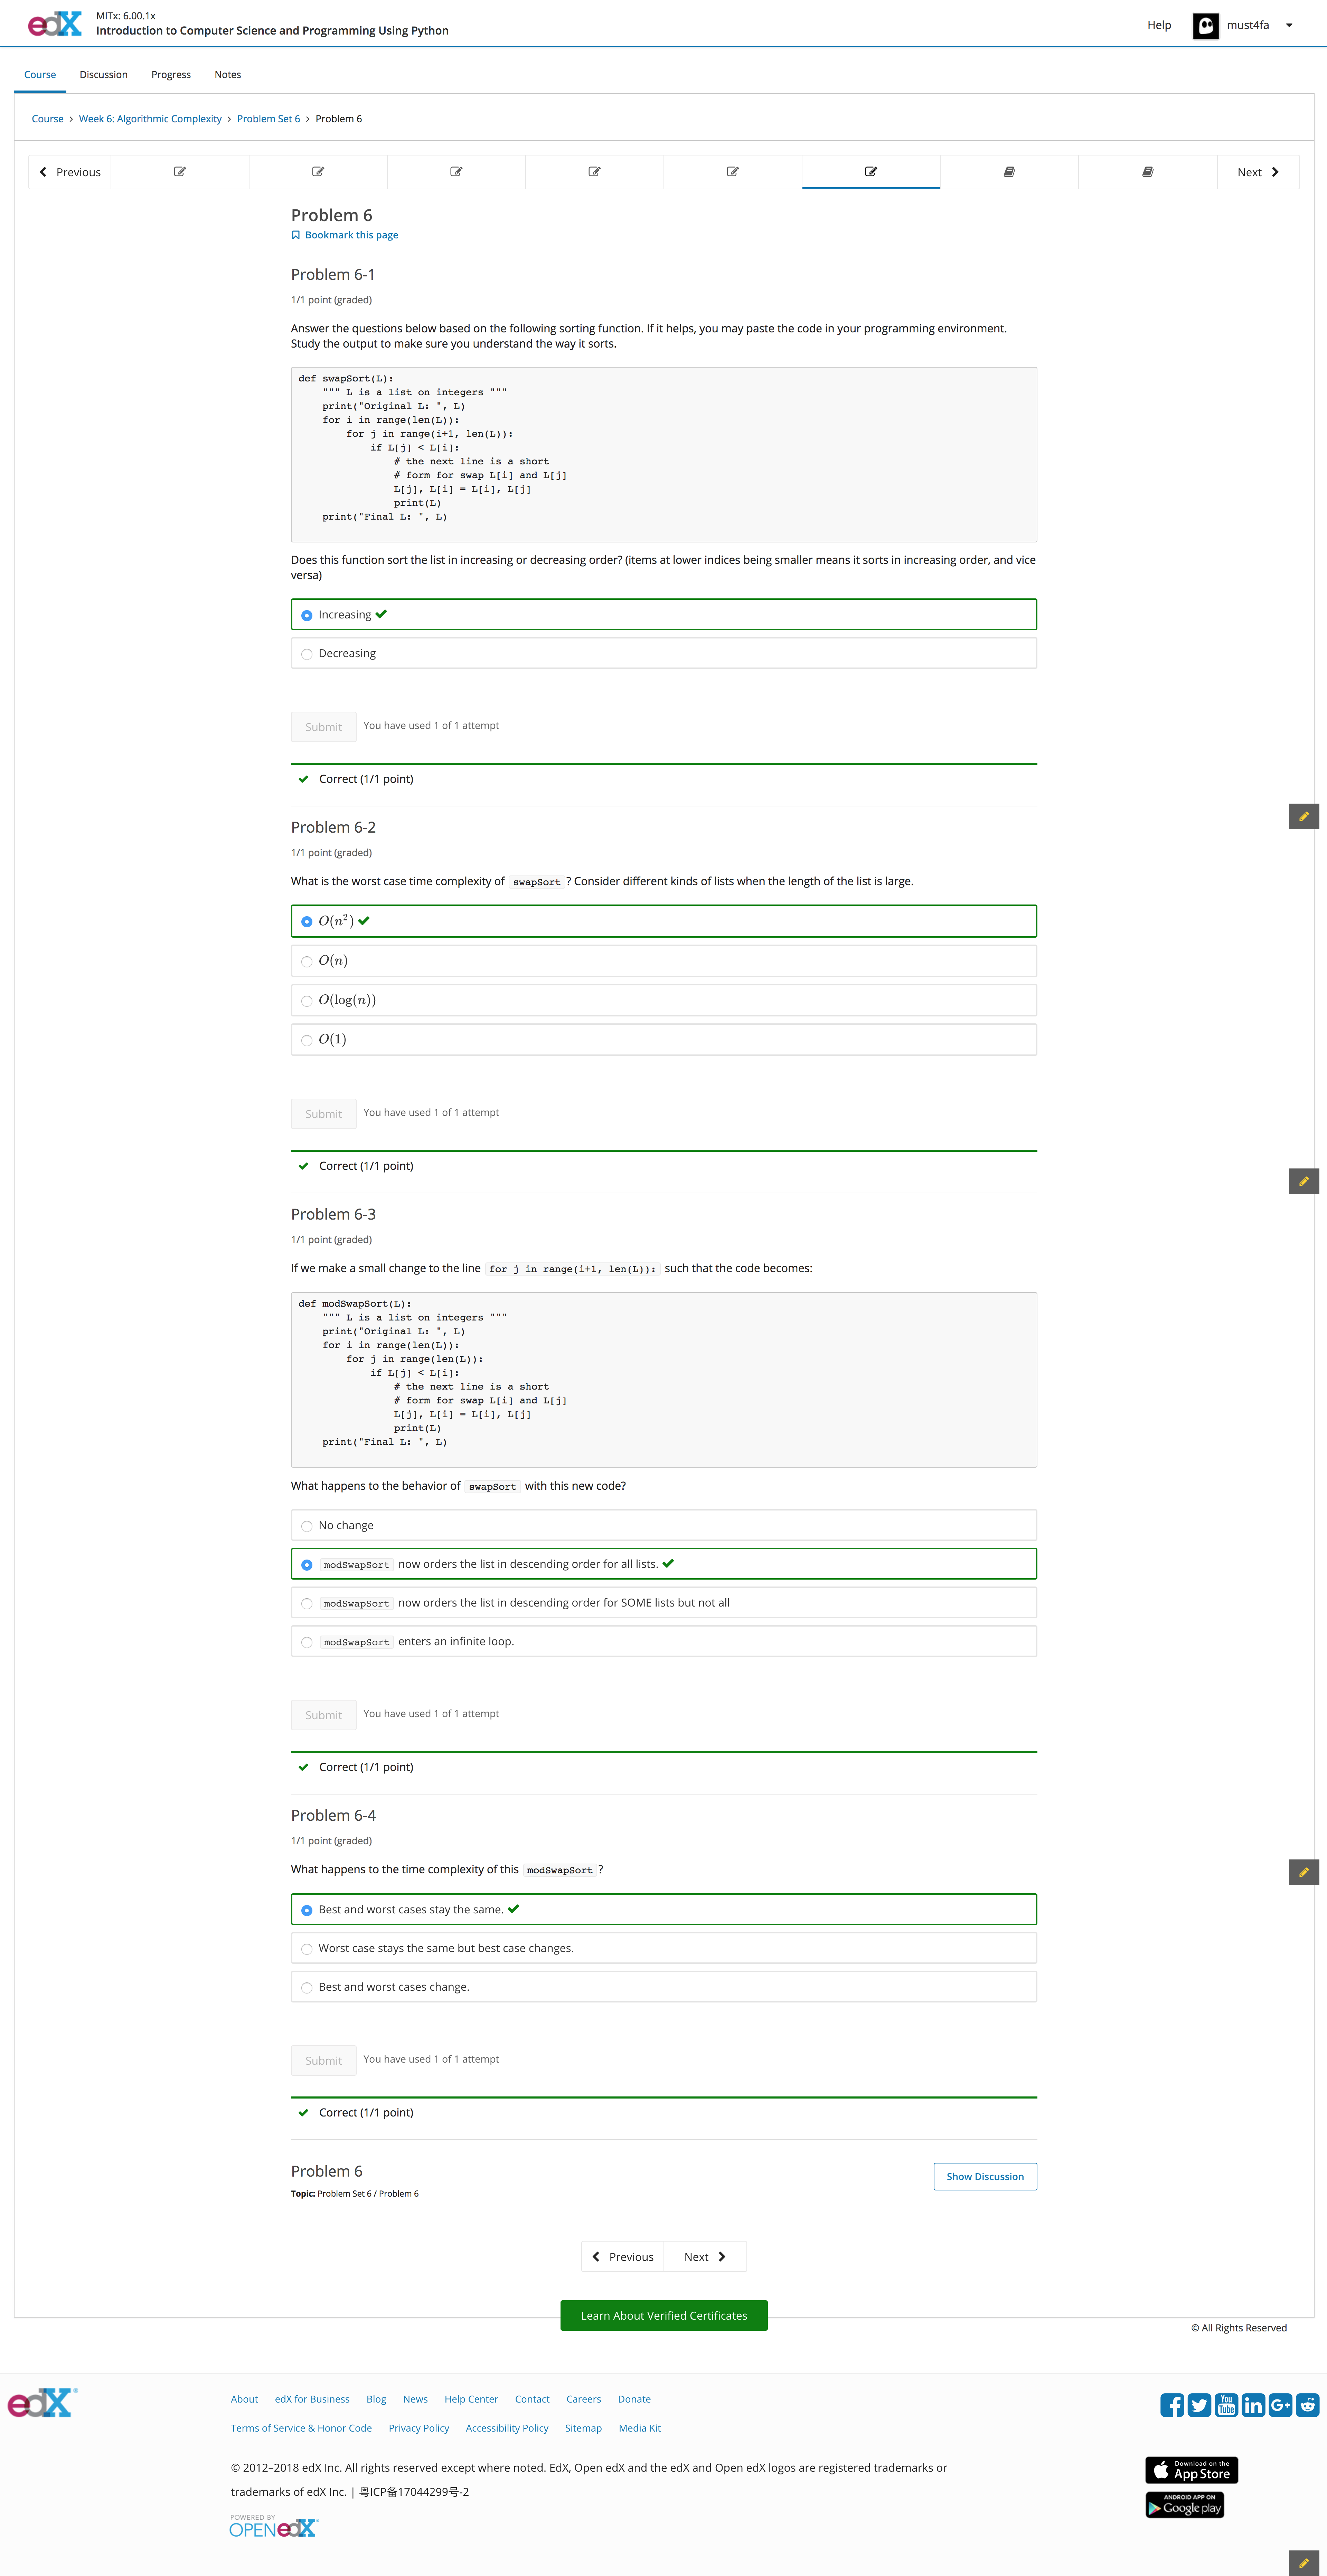 edX
MITx: 6.00.1x
Introduction to Computer Science and Programming Using Python
Help
must4fa
Course
Discussion
Progress
Notes
Course > Week 6: Algorithmic Complexity > Problem Set 6 > Problem 6
Previous
Next
Problem 6
Bookmark this page
Problem 6-1
1/1 point (graded)
Answer the questions below based on the following sorting function. If it helps, you may paste the code in your programming environment.
Study the output to make sure you understand the way it sorts.
def swapSort(L):
    """ L is a list on integers """
    print("Original L: ", L)
    for i in range(len(L)):
        for j in range(i+1, len(L)):
            if L[j] < L[i]:
                # the next line is a short
                # form for swap L[i] and L[j]
                L[j], L[i] = L[i], L[j]
                print(L)
    print("Final L: ", L)
Does this function sort the list in increasing or decreasing order? (items at lower indices being smaller means it sorts in increasing order, and vice
versa)
Increasing
Decreasing
Submit
You have used 1 of 1 attempt
Correct (1/1 point)
Problem 6-2
1/1 point (graded)
What is the worst case time complexity of swapSort ? Consider different kinds of lists when the length of the list is large.
O(n²)
O(n)
O(log(n))
O(1)
Submit
You have used 1 of 1 attempt
Correct (1/1 point)
Problem 6-3
1/1 point (graded)
If we make a small change to the line for j in range(i+1, len(L)): such that the code becomes:
def modSwapSort(L):
    """ L is a list on integers """
    print("Original L: ", L)
    for i in range(len(L)):
        for j in range(len(L)):
            if L[j] < L[i]:
                # the next line is a short
                # form for swap L[i] and L[j]
                L[j], L[i] = L[i], L[j]
                print(L)
    print("Final L: ", L)
What happens to the behavior of swapSort with this new code?
No change
modSwapSort now orders the list in descending order for all lists.
modSwapSort now orders the list in descending order for SOME lists but not all
modSwapSort enters an infinite loop.
Submit
You have used 1 of 1 attempt
Correct (1/1 point)
Problem 6-4
1/1 point (graded)
What happens to the time complexity of this modSwapSort ?
Best and worst cases stay the same.
Worst case stays the same but best case changes.
Best and worst cases change.
Submit
You have used 1 of 1 attempt
Correct (1/1 point)
Problem 6
Show Discussion
Topic: Problem Set 6 / Problem 6
Previous
Next
Learn About Verified Certificates
© All Rights Reserved
edX®
About
edX for Business
Blog
News
Help Center
Contact
Careers
Donate
You Tube
in
G+
Terms of Service & Honor Code
Privacy Policy
Accessibility Policy
Sitemap
Media Kit
© 2012–2018 edX Inc. All rights reserved except where noted. EdX, Open edX and the edX and Open edX logos are registered trademarks or
trademarks of edX Inc. | 粤ICP备17044299号-2
Download on the
App Store
ANDROID APP ON
Google play
POWERED BY
OPEN edX